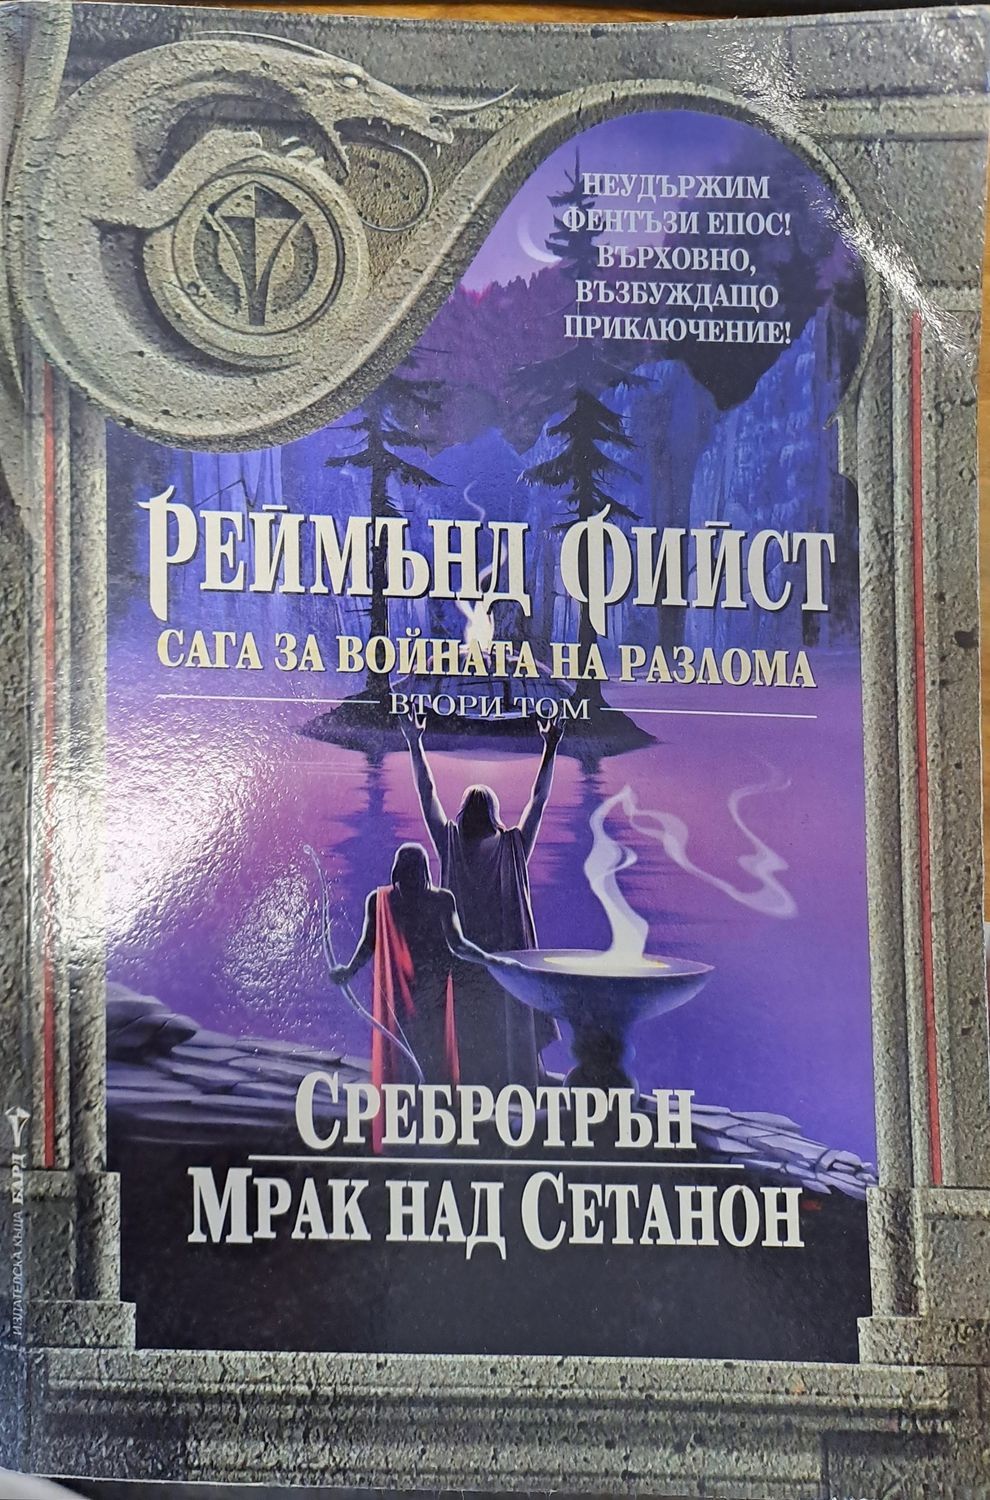 НЕУДЪРЖИМ
ФЕНТЪЗИ ЕПОС!
ВЪРХОВНО,
ВЪЗБУЖДАЩО
ПРИКЛЮЧЕНИЕ!
РЕЙМЪНД ФИЙСТ
САГА ЗА ВОЙНАТА НА РАЗЛОМА
ВТОРИ ТОМ
СРЕБРОТРЪН
МРАК НАД СЕТАНОН
ИЗДАТЕЛСКА КЪЩА БАРД